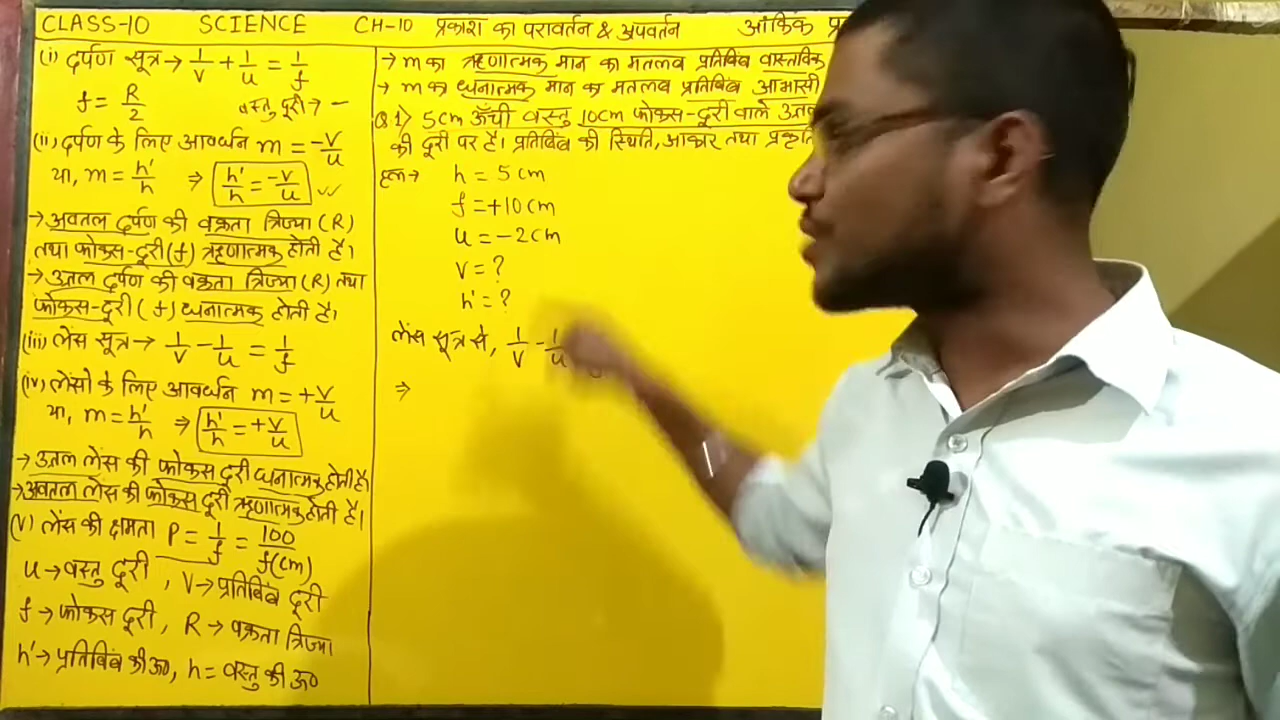 CLASS-10 SCIENCE CH-10 प्रकाश का परावर्तन & अपवर्तन आंकिक
(i) दर्पण सूत्र → 1/v + 1/u = 1/f
f = R/2 वस्तु दूरी → -
(ii) दर्पण के लिए आवर्धन m = -v/u
या, m = h'/h ⇒ h'/h = -v/u
→ अवतल दर्पण की वक्रता त्रिज्या (R)
तथा फोकस-दूरी (f) ऋणात्मक होती है।
→ उत्तल दर्पण की वक्रता त्रिज्या (R) तथा
फोकस-दूरी (f) धनात्मक होती है।
(iii) लेंस सूत्र → 1/v - 1/u = 1/f
(iv) लेंसों के लिए आवर्धन m = +v/u
या, m = h'/h ⇒ h'/h = +v/u
→ उत्तल लेंस की फोकस दूरी धनात्मक होती है
→ अवतल लेंस की फोकस दूरी ऋणात्मक होती है।
(v) लेंस की क्षमता P = 1/f = 100/f(cm)
u → वस्तु दूरी, v → प्रतिबिंब दूरी
f → फोकस दूरी, R → वक्रता त्रिज्या
h' → प्रतिबिंब की ऊ०, h = वस्तु की ऊ०
→ m का ऋणात्मक मान का मतलब प्रतिबिंब वास्तविक
→ m का धनात्मक मान का मतलब प्रतिबिंब आभासी
Q.1> 5cm ऊँची वस्तु 10cm फोकस-दूरी वाले
की दूरी पर है। प्रतिबिंब की स्थिति, आकार तथा
हल → h = 5 cm
f = +10 cm
u = -2 cm
v = ?
h' = ?
लेंस सूत्र से, 1/v - 1/u
⇒